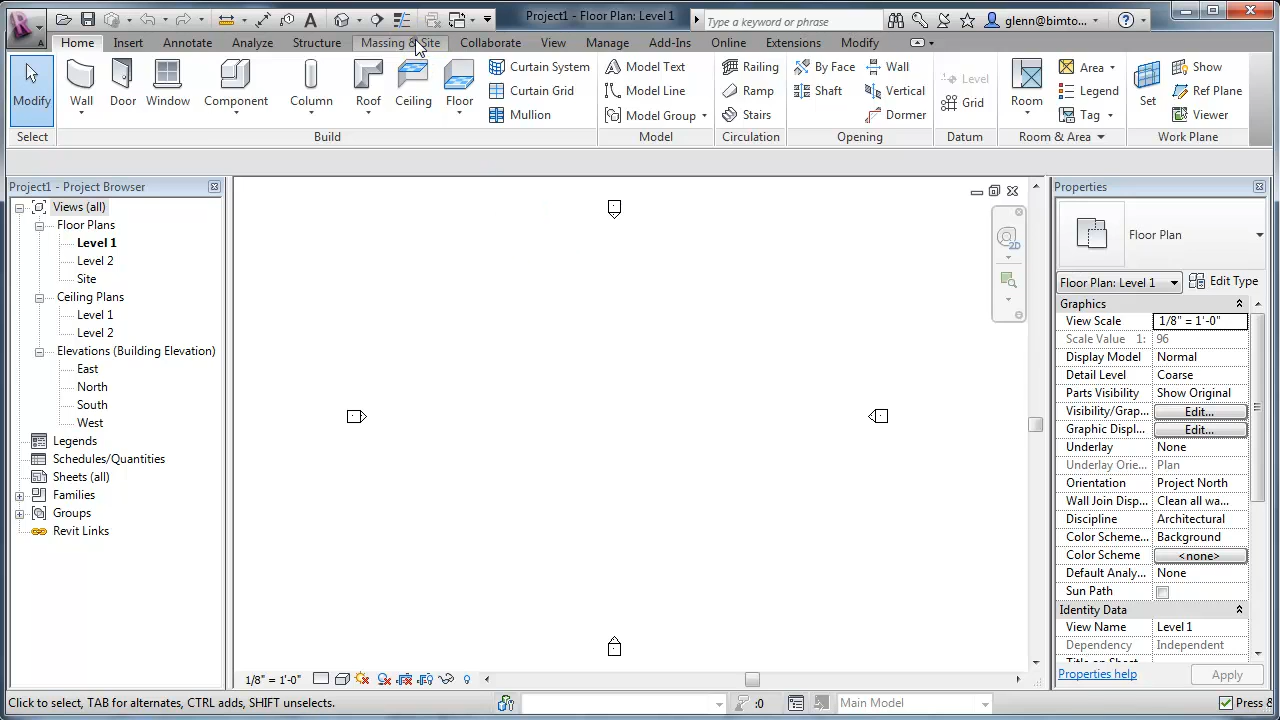 Project1 - Floor Plan: Level 1
Type a keyword or phrase
glenn@bimto...
Home Insert Annotate Analyze Structure Massing & Site Collaborate View Manage Add-Ins Online Extensions Modify
Modify Wall Door Window Component Column Roof Ceiling Floor
Curtain System
Curtain Grid
Mullion
Model Text
Model Line
Model Group
Railing
Ramp
Stairs
By Face
Shaft
Wall
Vertical
Dormer
Level
Grid
Room
Area
Legend
Tag
Set
Show
Ref Plane
Viewer
Select Build Model Circulation Opening Datum Room & Area Work Plane
Project1 - Project Browser
Views (all)
Floor Plans
Level 1
Level 2
Site
Ceiling Plans
Level 1
Level 2
Elevations (Building Elevation)
East
North
South
West
Legends
Schedules/Quantities
Sheets (all)
Families
Groups
Revit Links
2D
Properties
Floor Plan
Floor Plan: Level 1 Edit Type
Graphics
View Scale 1/8" = 1'-0"
Scale Value 1: 96
Display Model Normal
Detail Level Coarse
Parts Visibility Show Original
Visibility/Grap... Edit...
Graphic Displ... Edit...
Underlay None
Underlay Orie... Plan
Orientation Project North
Wall Join Disp... Clean all wa...
Discipline Architectural
Color Scheme... Background
Color Scheme <none>
Default Analy... None
Sun Path
Identity Data
View Name Level 1
Dependency Independent
Properties help Apply
1/8" = 1'-0"
Click to select, TAB for alternates, CTRL adds, SHIFT unselects.
:0
Main Model
Press &